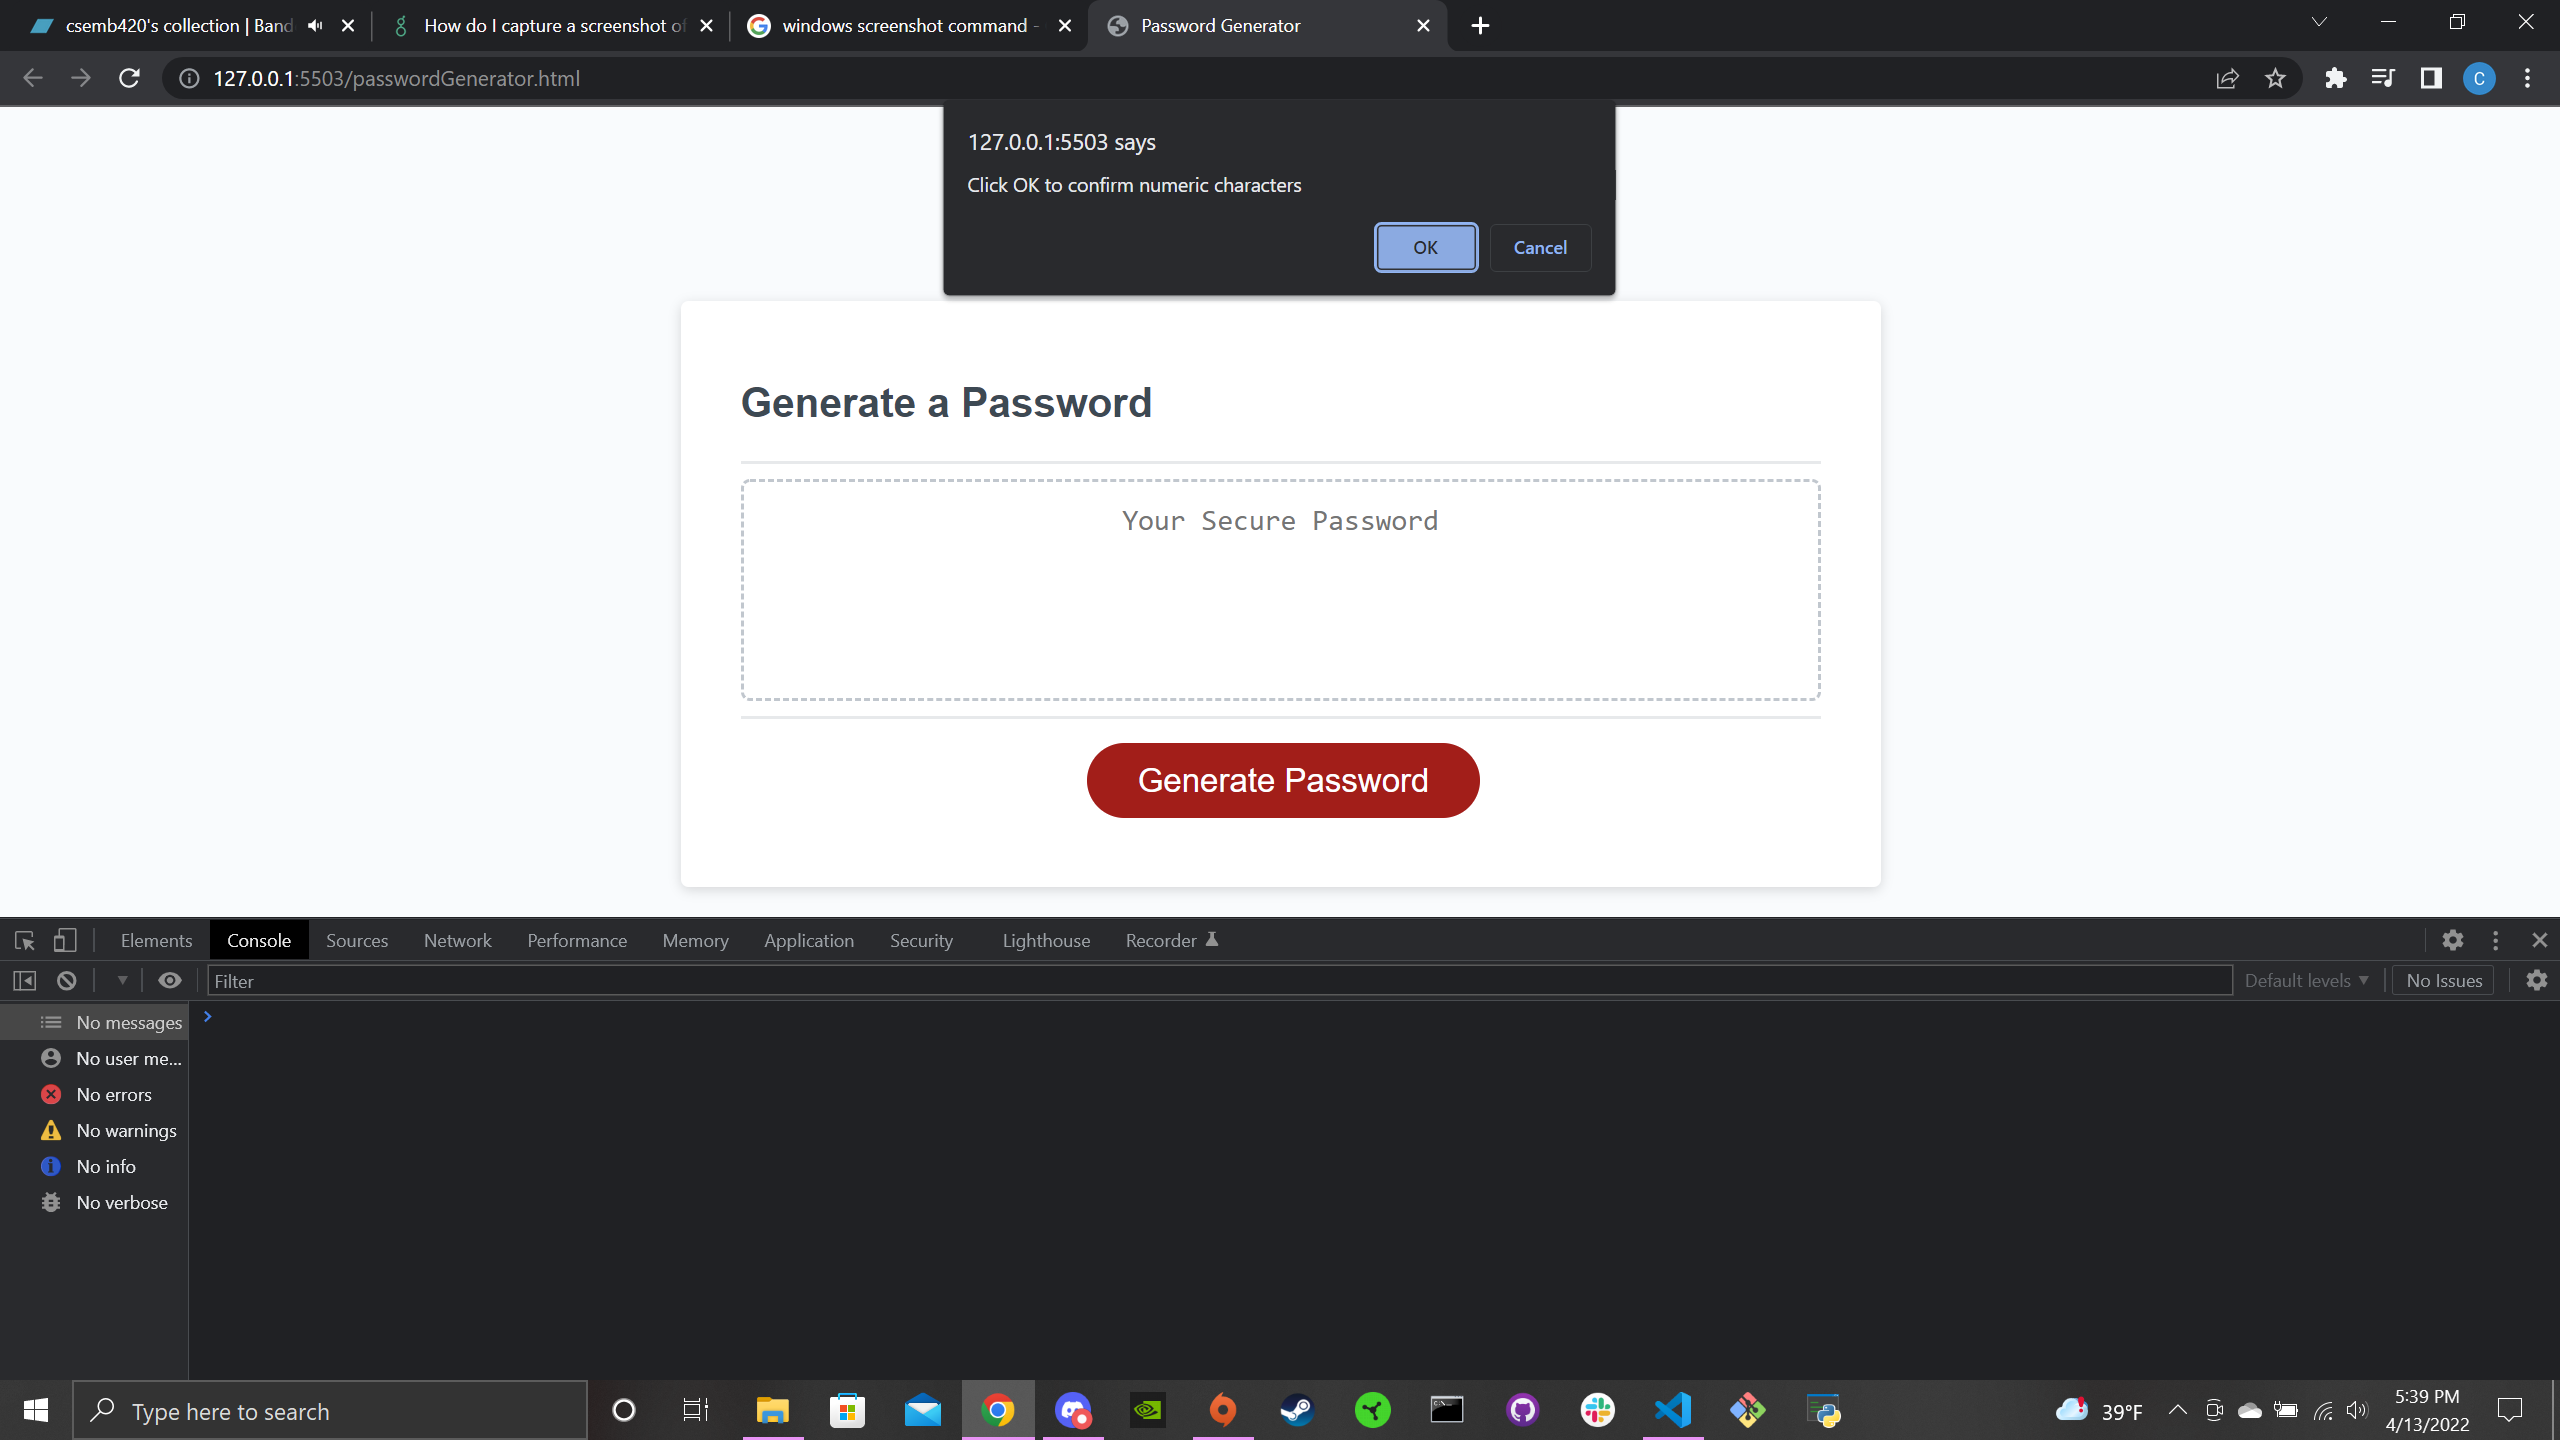 csemb420's collection | Band
How do I capture a screenshot of
windows screenshot command -
Password Generator
127.0.0.1:5503/passwordGenerator.html
C
127.0.0.1:5503 says
Click OK to confirm numeric characters
OK
Cancel
Generate a Password
Your Secure Password
Generate Password
Elements
Console
Sources
Network
Performance
Memory
Application
Security
Lighthouse
Recorder
Filter
Default levels
No Issues
No messages
No user me...
No errors
No warnings
No info
No verbose
Type here to search
39°F
5:39 PM
4/13/2022